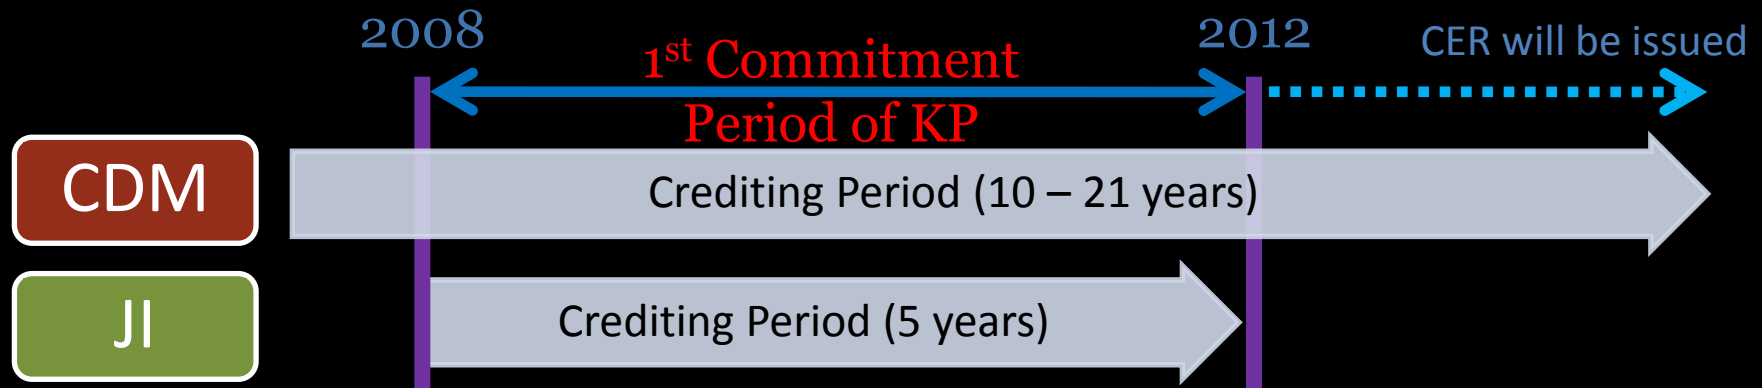 2008
2012
CER will be issued
1st Commitment
Period of KP
CDM
Crediting Period (10 – 21 years)
JI
Crediting Period (5 years)